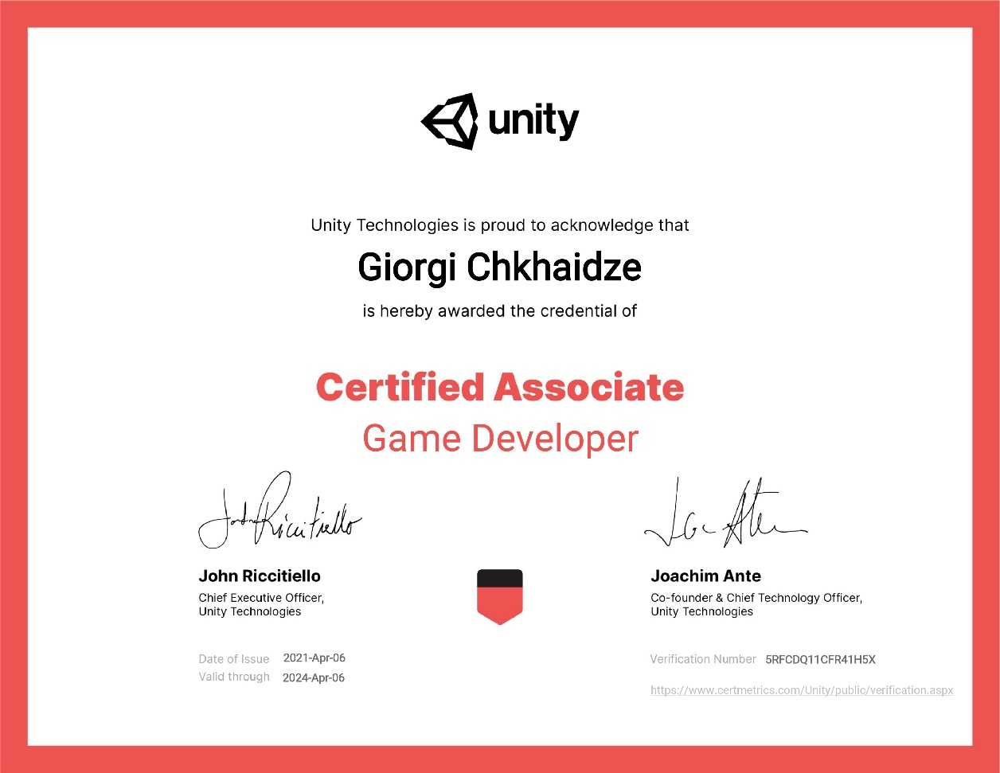 unity
Unity Technologies is proud to acknowledge that
Giorgi Chkhaidze
is hereby awarded the credential of
Certified Associate
Game Developer
John Riccitiello
John Riccitiello
Chief Executive Officer,
Unity Technologies
Joachim Ante
Co-founder & Chief Technology Officer,
Unity Technologies
Date of Issue 2021-Apr-06
Valid through 2024-Apr-06
Verification Number 5RFCDQ11CFR41H5X
https://www.certmetrics.com/Unity/public/verification.aspx